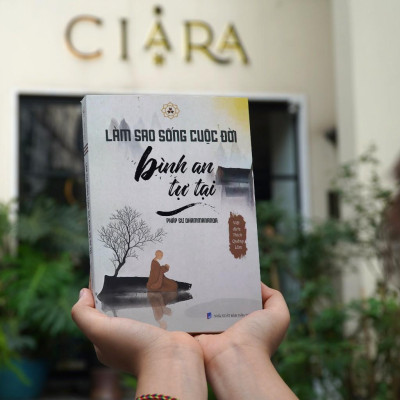 CIARA
LÀM SAO SỐNG CUỘC ĐỜI
bình an
tự tại
PHÁP SƯ DHAMMANANDA